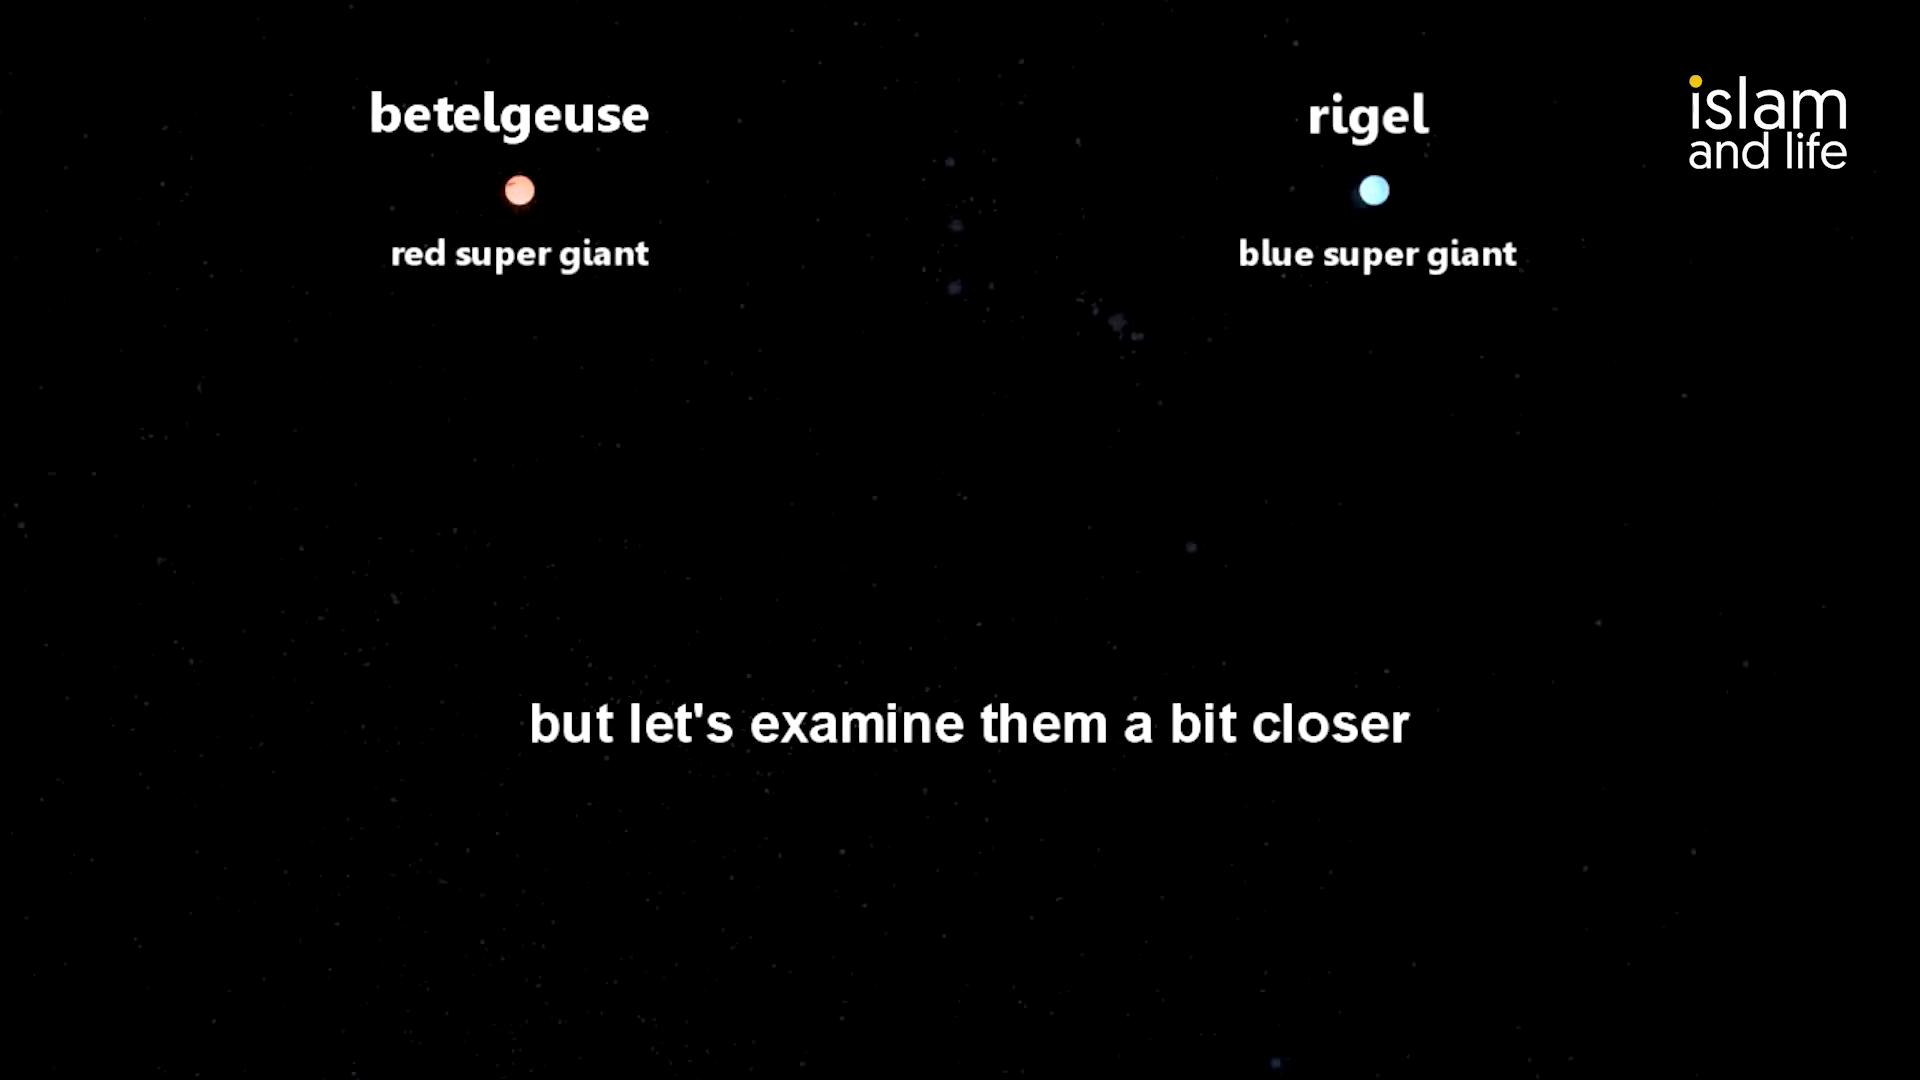 betelgeuse
rigel
islam
and life
red super giant
blue super giant
but let's examine them a bit closer